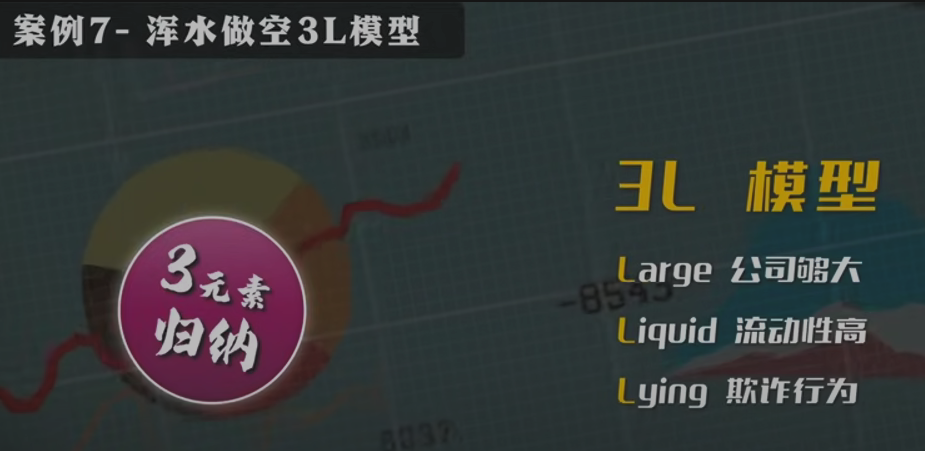 案例7- 浑水做空3L模型
3L 模型
3元素
归纳
Large 公司够大
-8545
Liquid 流动性高
Lying 欺诈行为